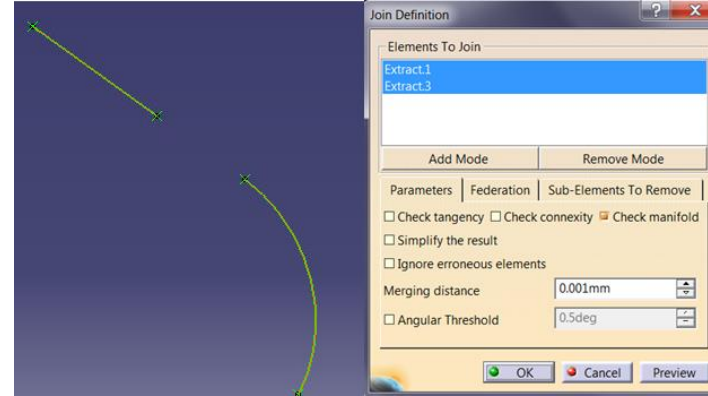 Join Definition
?
X
Elements To Join
Extract.1
Extract.3
Add Mode
Remove Mode
Parameters
Federation
Sub-Elements To Remove
Check tangency
Check connexity
Check manifold
Simplify the result
Ignore erroneous elements
Merging distance
0.001mm
Angular Threshold
0.5deg
OK
Cancel
Preview